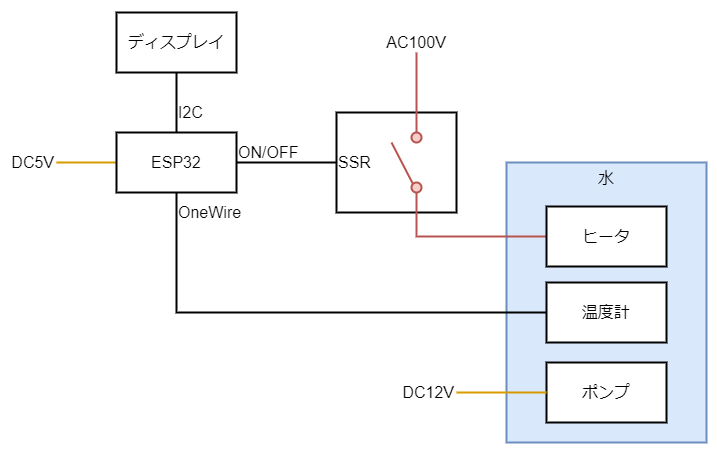 ディスプレイ
AC100V
I2C
DC5V
ESP32
ON/OFF
SSR
水
OneWire
ヒータ
温度計
DC12V
ポンプ